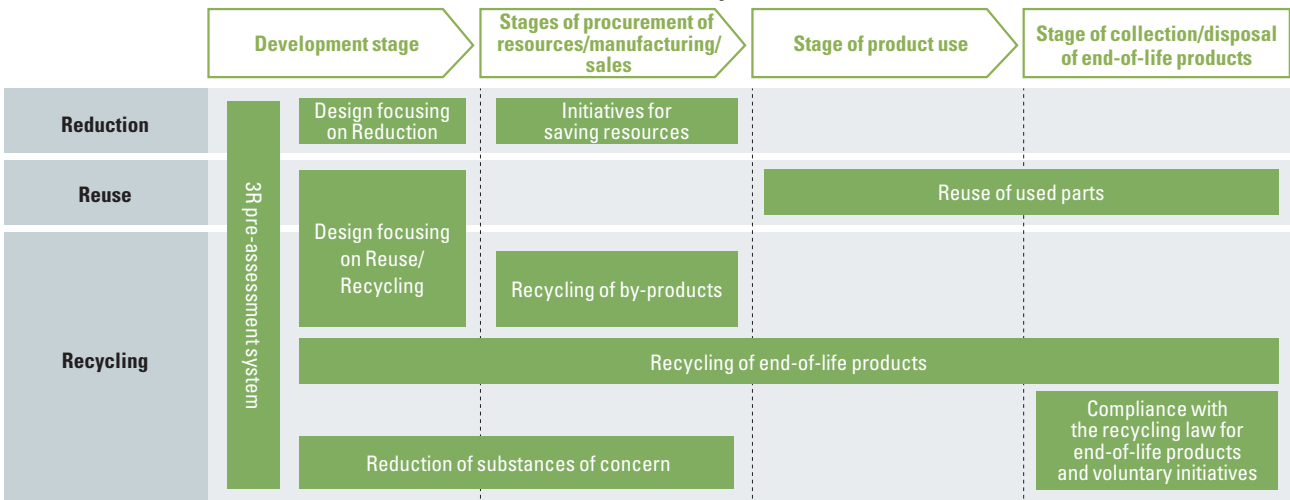 Development stage
Stages of procurement of
resources/manufacturing/
sales
Stage of product use
Stage of collection/disposal
of end-of-life products
Reduction
Design focusing
on Reduction
Initiatives for
saving resources
3R pre-assessment system
Reuse
Reuse of used parts
Design focusing
on Reuse/
Recycling
Recycling of by-products
Recycling
Recycling of end-of-life products
Reduction of substances of concern
Compliance with
the recycling law for
end-of-life products
and voluntary initiatives